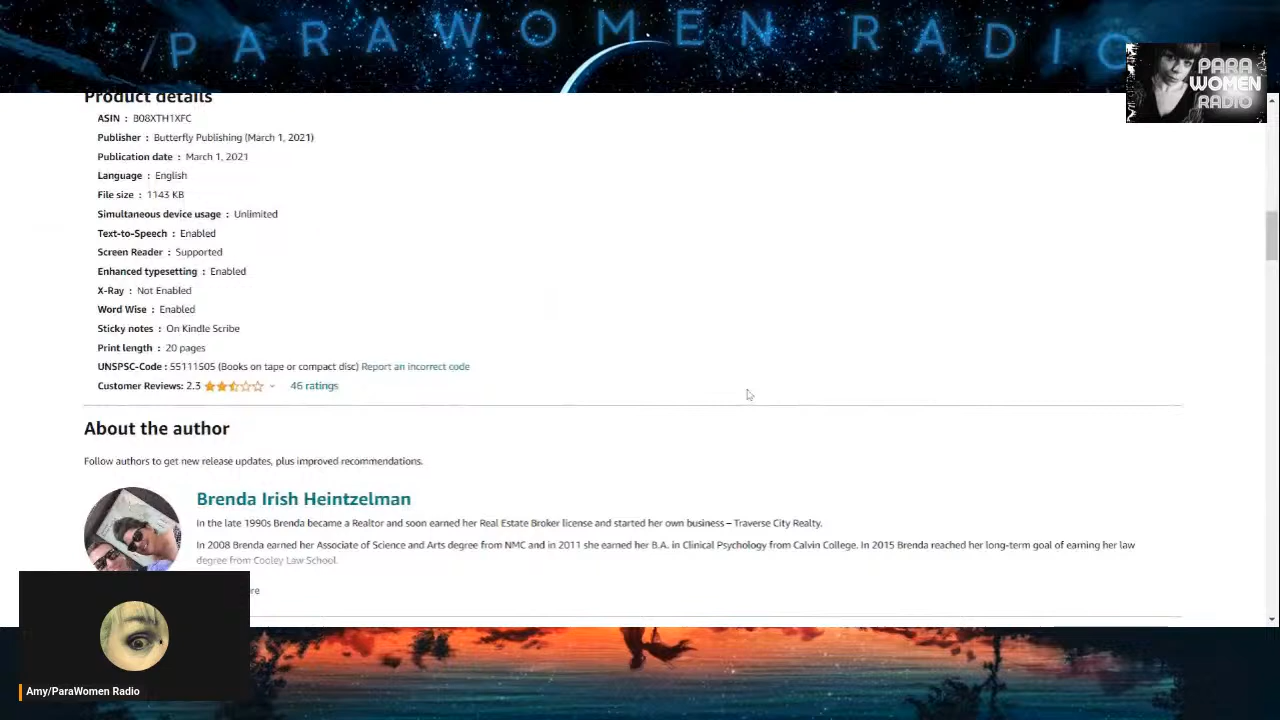 PARAWOMEN RADIO
PARA
WOMEN
RADIO
Product details
ASIN : B08XTH1XFC
Publisher : Butterfly Publishing (March 1, 2021)
Publication date : March 1, 2021
Language : English
File size : 1143 KB
Simultaneous device usage : Unlimited
Text-to-Speech : Enabled
Screen Reader : Supported
Enhanced typesetting : Enabled
X-Ray : Not Enabled
Word Wise : Enabled
Sticky notes : On Kindle Scribe
Print length : 20 pages
UNSPSC-Code : 55111505 (Books on tape or compact disc) Report an incorrect code
Customer Reviews: 2.3 46 ratings
About the author
Follow authors to get new release updates, plus improved recommendations.
Brenda Irish Heintzelman
In the late 1990s Brenda became a Realtor and soon earned her Real Estate Broker license and started her own business – Traverse City Realty.
In 2008 Brenda earned her Associate of Science and Arts degree from NMC and in 2011 she earned her B.A. in Clinical Psychology from Calvin College. In 2015 Brenda reached her long-term goal of earning her law
degree from Cooley Law School.
Amy/ParaWomen Radio